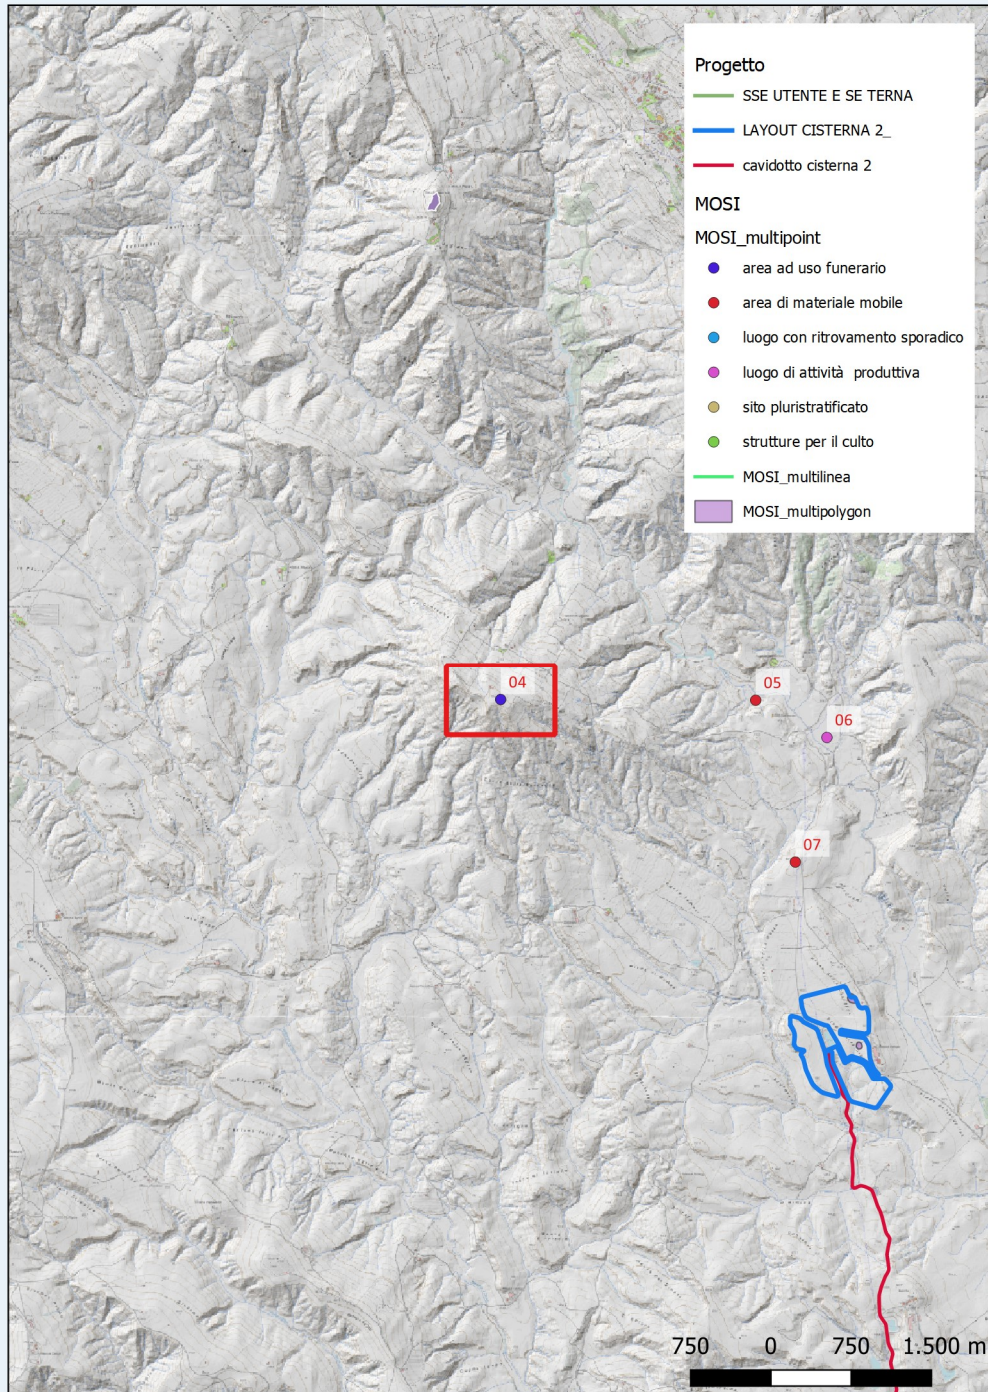 Progetto
SSE UTENTE E SE TERNA
LAYOUT CISTERNA 2_
cavidotto cisterna 2
MOSI
MOSI_multipoint
area ad uso funerario
area di materiale mobile
luogo con ritrovamento sporadico
luogo di attività produttiva
sito pluristratificato
strutture per il culto
MOSI_multilinea
MOSI_multipolygon
04
05
06
07
750 0 750 1.500 m